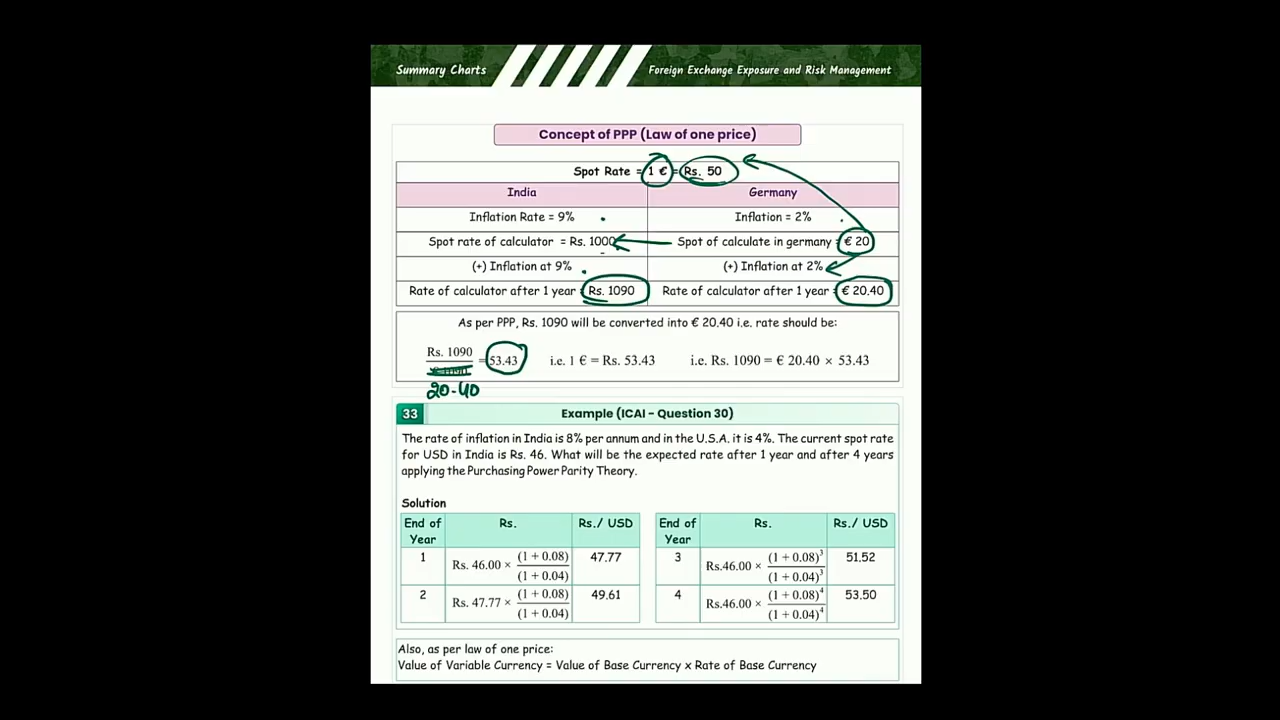 Summary Charts Foreign Exchange Exposure and Risk Management
Concept of PPP (Law of one price)
Spot Rate = 1 € = Rs. 50
India Germany
Inflation Rate = 9% Inflation = 2%
Spot rate of calculator = Rs. 1000 Spot of calculate in germany = € 20
(+) Inflation at 9% (+) Inflation at 2%
Rate of calculator after 1 year = Rs. 1090 Rate of calculator after 1 year = € 20.40
As per PPP, Rs. 1090 will be converted into € 20.40 i.e. rate should be:
Rs. 1090
= 53.43 i.e. 1 € = Rs. 53.43 i.e. Rs. 1090 = € 20.40 × 53.43
20.40
33 Example (ICAI - Question 30)
The rate of inflation in India is 8% per annum and in the U.S.A. it is 4%. The current spot rate
for USD in India is Rs. 46. What will be the expected rate after 1 year and after 4 years
applying the Purchasing Power Parity Theory.
Solution
End of Year Rs. Rs./ USD End of Year Rs. Rs./ USD
1 Rs. 46.00 × (1 + 0.08) / (1 + 0.04) 47.77 3 Rs.46.00 × (1 + 0.08)³ / (1 + 0.04)³ 51.52
2 Rs. 47.77 × (1 + 0.08) / (1 + 0.04) 49.61 4 Rs.46.00 × (1 + 0.08)⁴ / (1 + 0.04)⁴ 53.50
Also, as per law of one price:
Value of Variable Currency = Value of Base Currency x Rate of Base Currency